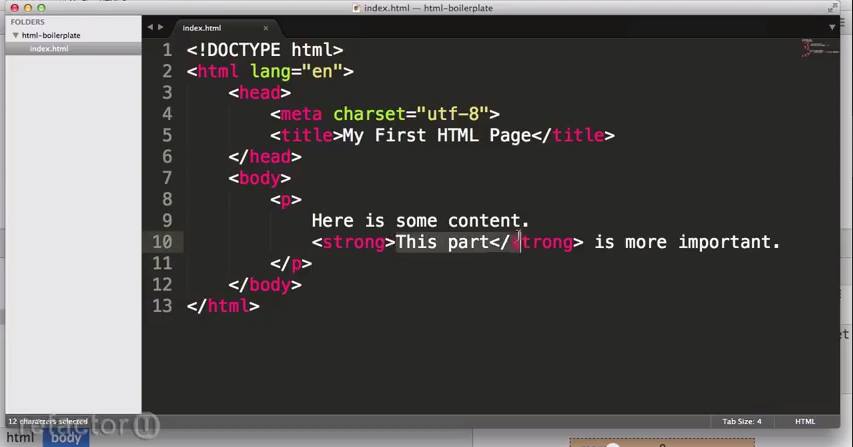 index.html — html-boilerplate
FOLDERS
html-boilerplate
index.html
index.html ×
1 <!DOCTYPE html>
2 <html lang="en">
3 <head>
4 <meta charset="utf-8">
5 <title>My First HTML Page</title>
6 </head>
7 <body>
8 <p>
9 Here is some content.
10 <strong>This part</strong> is more important.
11 </p>
12 </body>
13 </html>
12 characters selected
Tab Size: 4
HTML
refactor U
html body
et